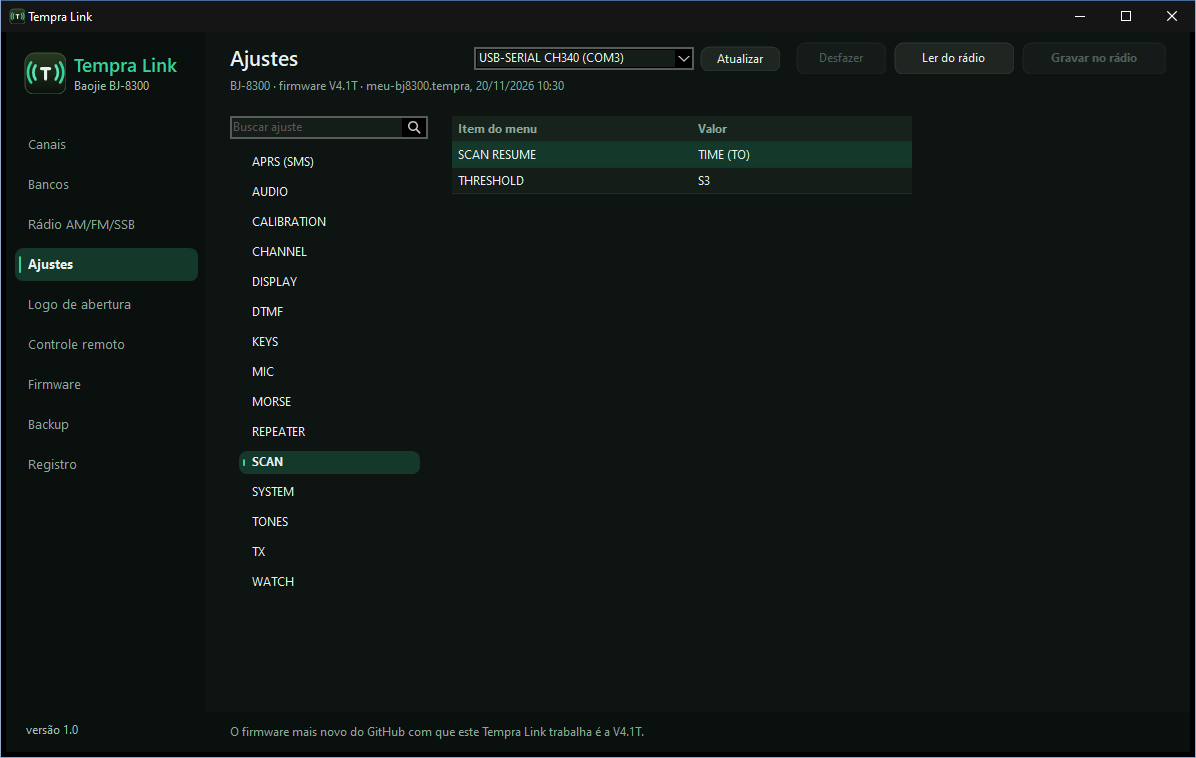 Tempra Link
Tempra Link
Baojie BJ-8300
Canais
Bancos
Rádio AM/FM/SSB
Ajustes
Logo de abertura
Controle remoto
Firmware
Backup
Registro
versão 1.0
Ajustes
USB-SERIAL CH340 (COM3)
Atualizar
Desfazer
Ler do rádio
Gravar no rádio
BJ-8300 · firmware V4.1T · meu-bj8300.tempra, 20/11/2026 10:30
Buscar ajuste
APRS (SMS)
AUDIO
CALIBRATION
CHANNEL
DISPLAY
DTMF
KEYS
MIC
MORSE
REPEATER
SCAN
SYSTEM
TONES
TX
WATCH
Item do menu Valor
SCAN RESUME TIME (TO)
THRESHOLD S3
O firmware mais novo do GitHub com que este Tempra Link trabalha é a V4.1T.